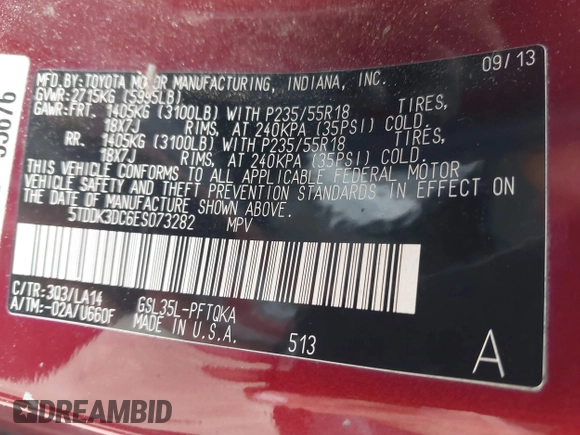 MFD.BY:TOYOTA MOTOR MANUFACTURING, INDIANA, INC. 09/13
GVWR:2715KG (5995LB)
GAWR:FRT. 1405KG (3100LB) WITH P235/55R18 TIRES,
18X7J RIMS, AT 240KPA (35PSI) COLD.
RR. 1405KG (3100LB) WITH P235/55R18 TIRES,
18X7J RIMS, AT 240KPA (35PSI) COLD.
THIS VEHICLE CONFORMS TO ALL APPLICABLE FEDERAL MOTOR
VEHICLE SAFETY AND THEFT PREVENTION STANDARDS IN EFFECT ON
THE DATE OF MANUFACTURE SHOWN ABOVE.
5TDDK3DC6ES073282 MPV
C/TR:3Q3/LA14 GSL35L-PFTQKA
A/TM:-02A/U660F MADE IN U.S.A.
513 A
DREAMBID